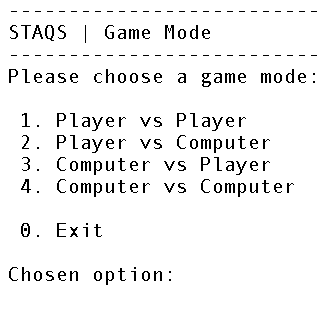 --------------------------
STAQS | Game Mode
--------------------------
Please choose a game mode:
1. Player vs Player
2. Player vs Computer
3. Computer vs Player
4. Computer vs Computer
0. Exit
Chosen option: